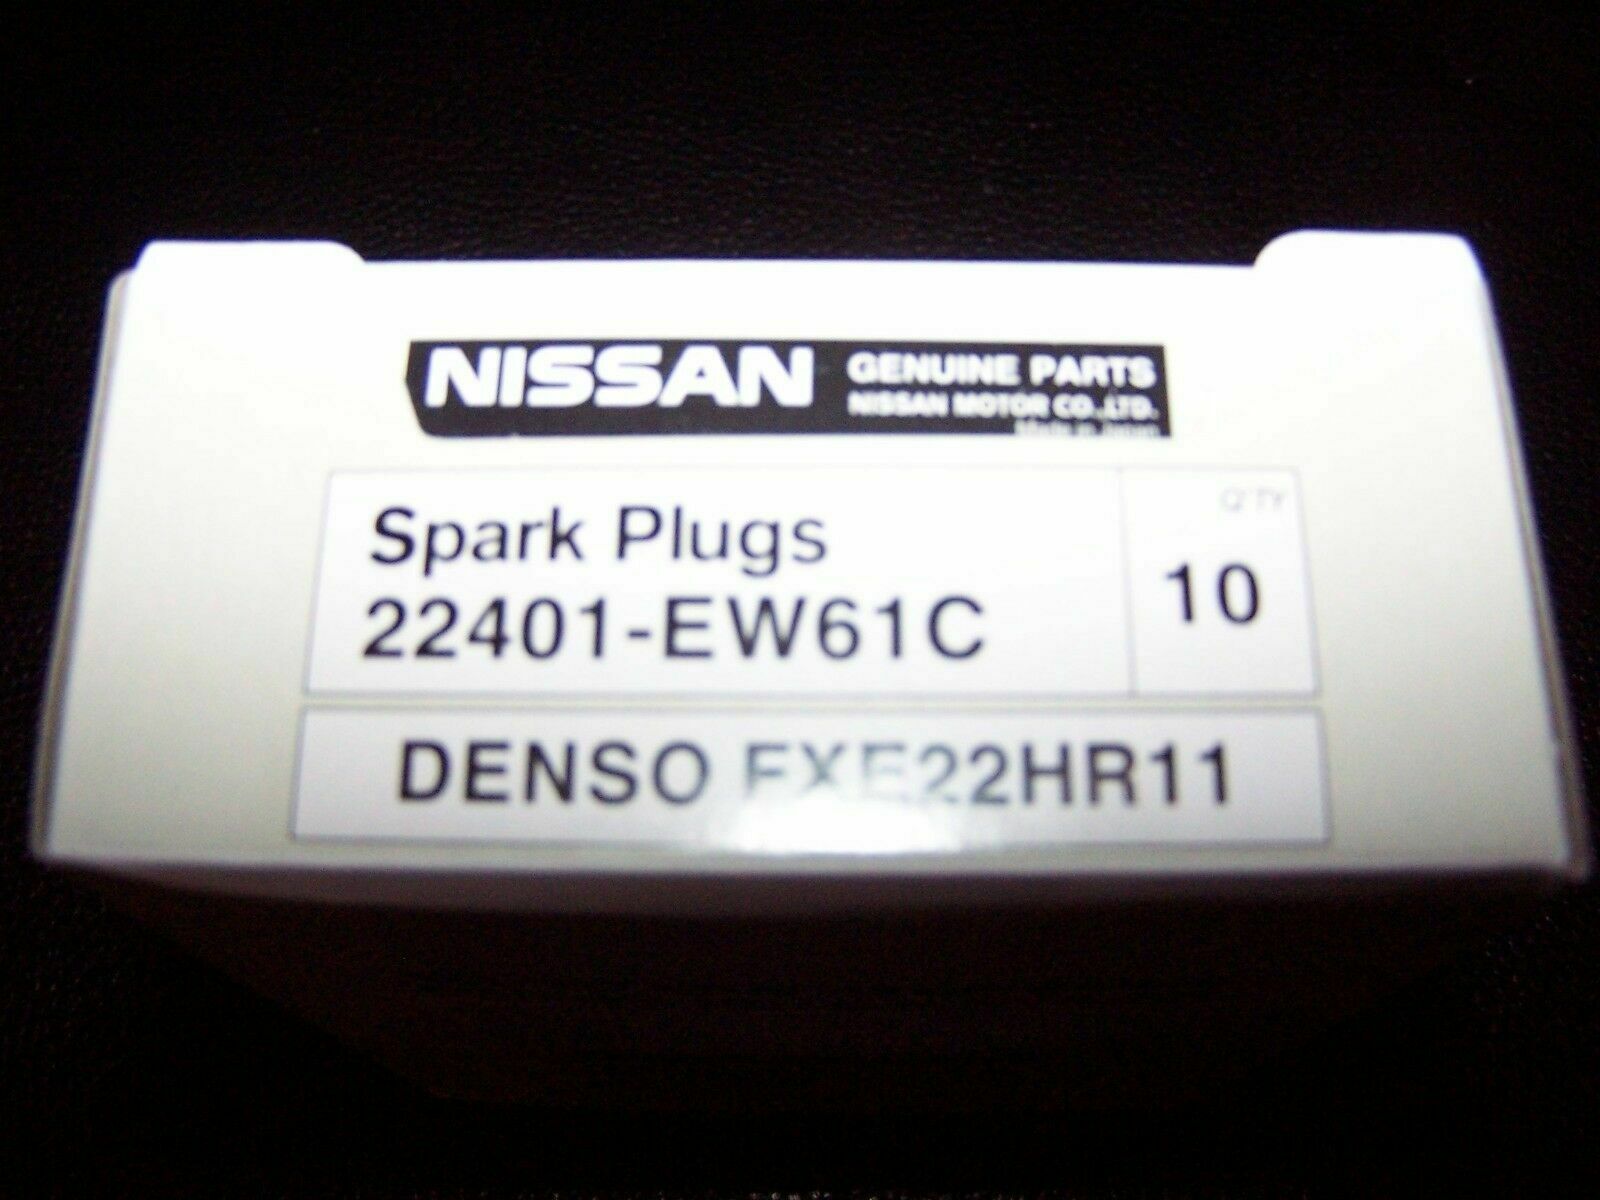 NISSAN GENUINE PARTS
NISSAN MOTOR CO.,LTD.
Made in Japan
Spark Plugs
Q'TY
22401-EW61C
10
DENSO FXE22HR11